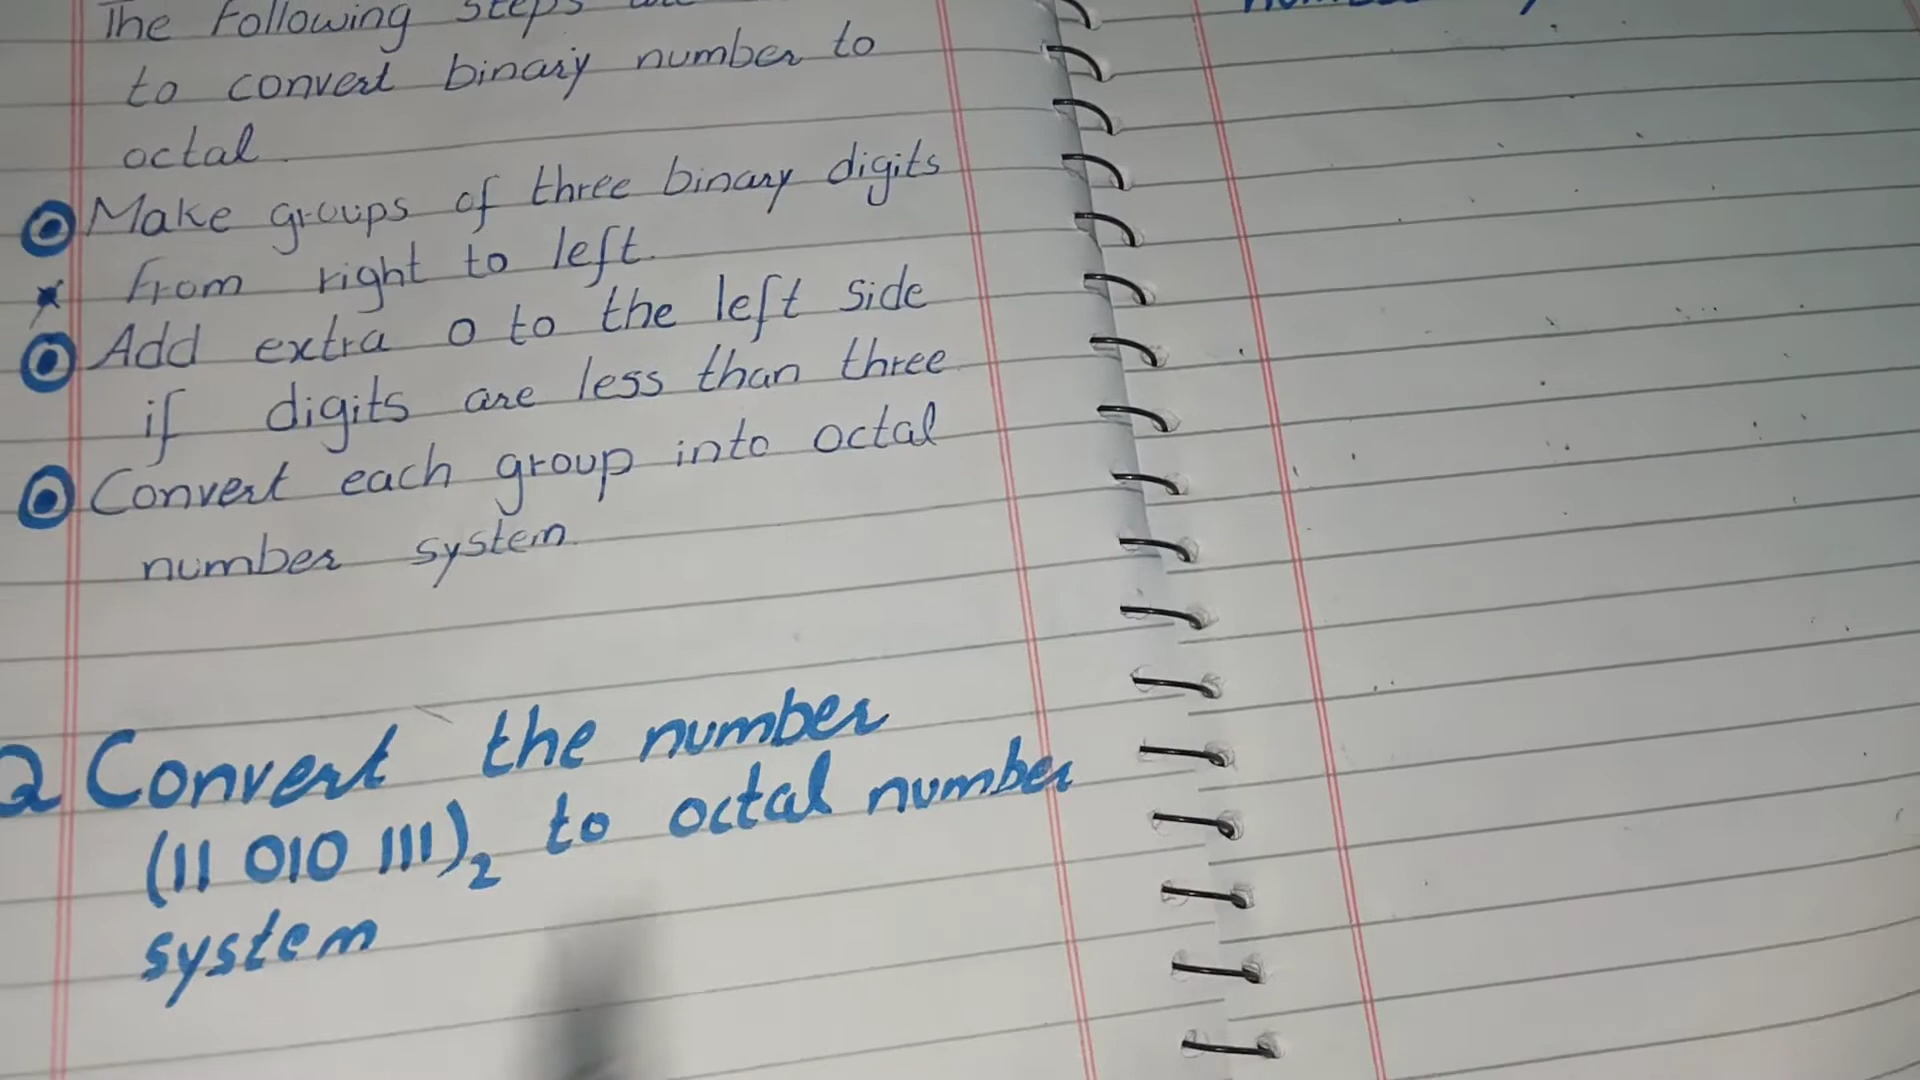 The Following steps
to convert binary number to
octal.
Make groups of three binary digits
from right to left.
Add extra 0 to the left side
if digits are less than three
Convert each group into octal
number system.
2 Convert the number
(11 010 111)₂ to octal number
system